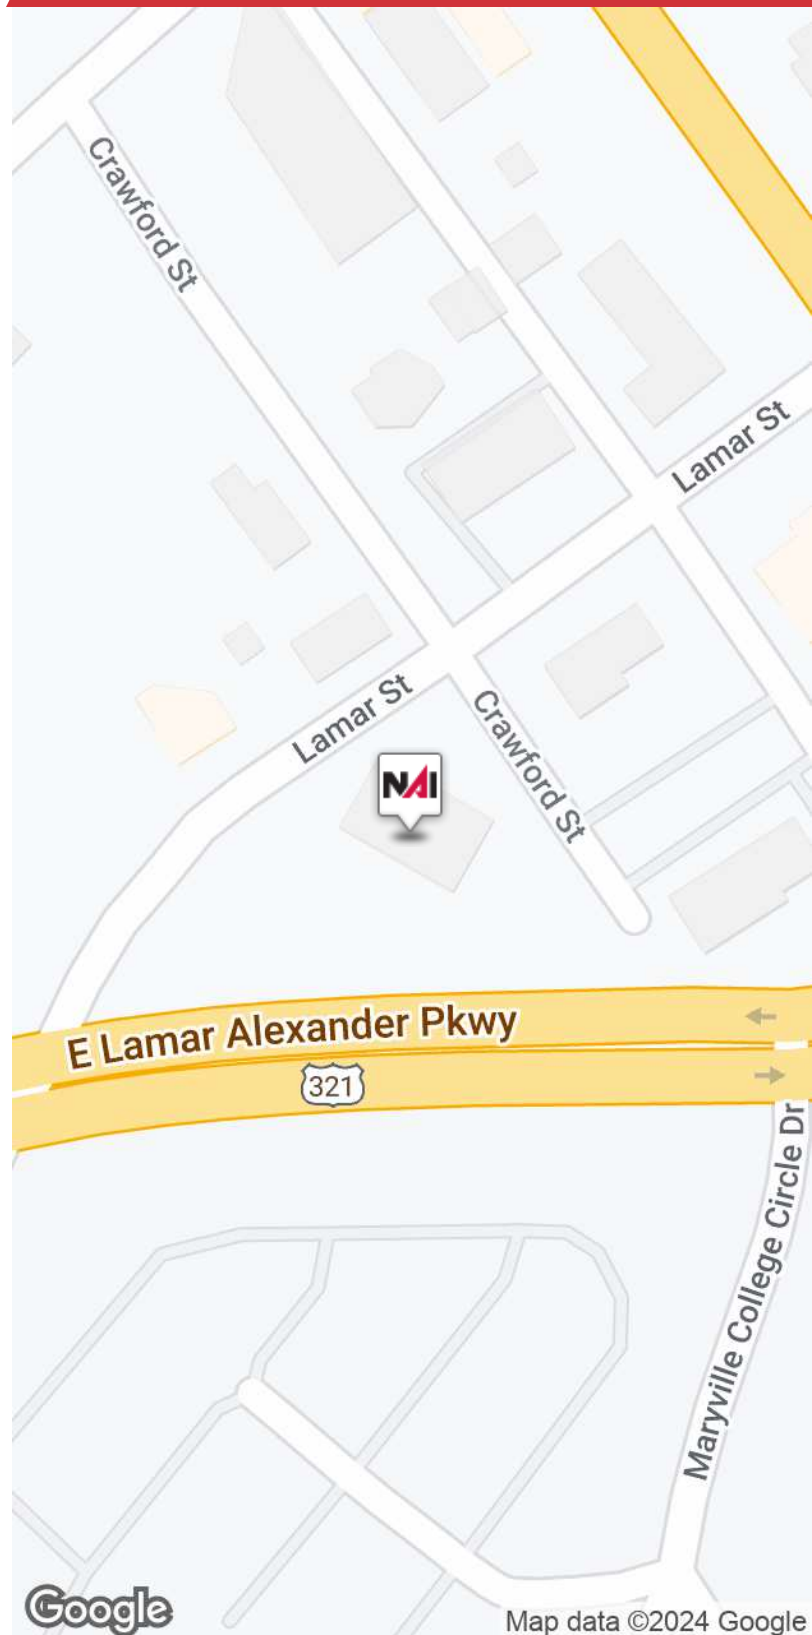 Crawford St
Lamar St
Lamar St
Crawford St
NAI
E Lamar Alexander Pkwy
321
Maryville College Circle Dr
Google
Map data ©2024 Google